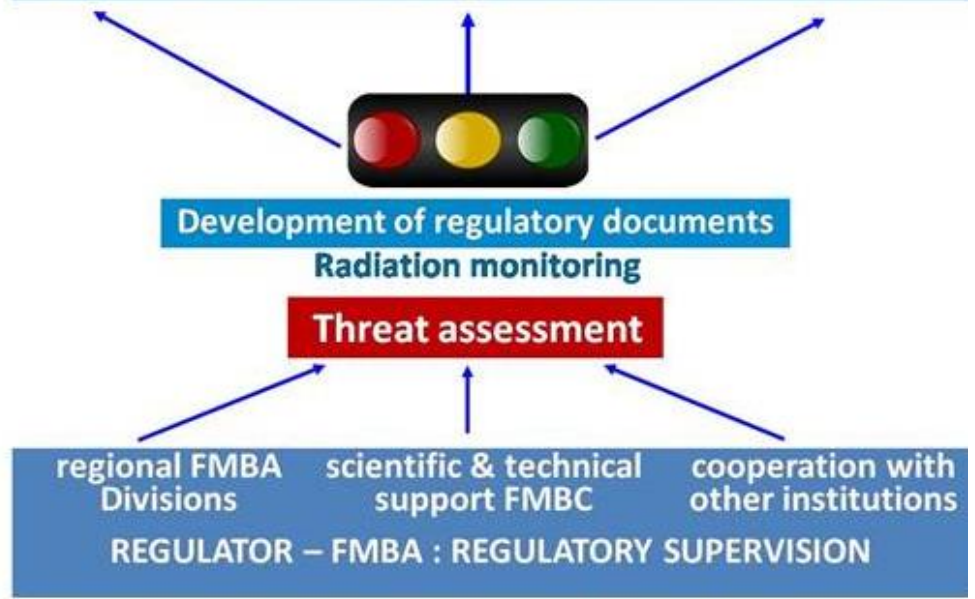 Development of regulatory documents
Radiation monitoring
Threat assessment
regional FMBA scientific & technical cooperation with
Divisions support FMBC other institutions
REGULATOR – FMBA : REGULATORY SUPERVISION